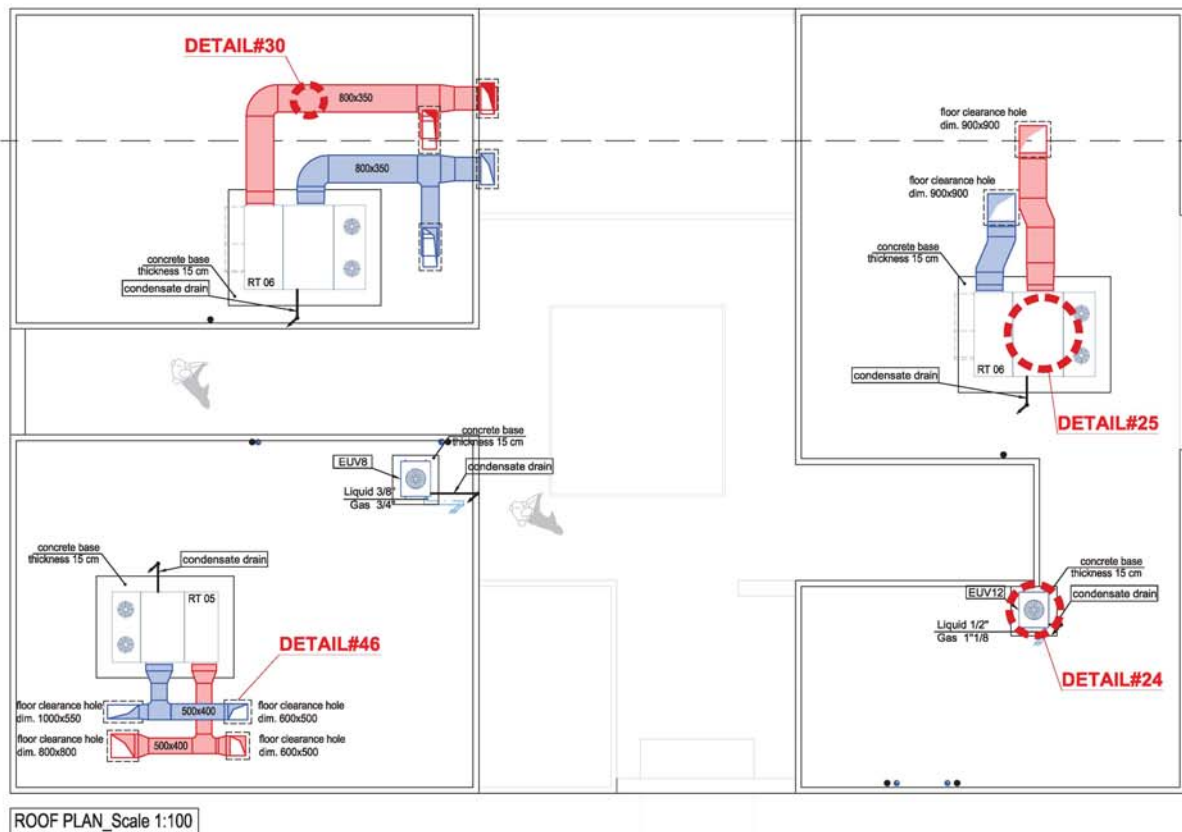 DETAIL#30
800x350
800x350
concrete base
thickness 15 cm
RT 06
condensate drain
floor clearance hole
dim. 900x900
floor clearance hole
dim. 900x900
concrete base
thickness 15 cm
RT 06
condensate drain
DETAIL#25
concrete base
thickness 15 cm
EUV8
condensate drain
Liquid 3/8"
Gas 3/4"
concrete base
thickness 15 cm
condensate drain
RT 05
DETAIL#46
floor clearance hole
dim. 1000x550
500x400
floor clearance hole
dim. 600x500
floor clearance hole
dim. 800x800
500x400
floor clearance hole
dim. 600x500
concrete base
thickness 15 cm
EUV12
condensate drain
Liquid 1/2"
Gas 1"1/8
DETAIL#24
ROOF PLAN_Scale 1:100